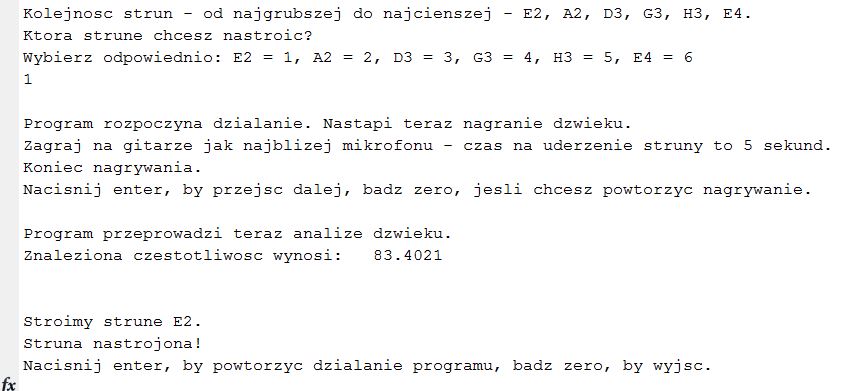 Kolejnosc strun - od najgrubszej do najcienszej - E2, A2, D3, G3, H3, E4.
Ktora strune chcesz nastroic?
Wybierz odpowiednio: E2 = 1, A2 = 2, D3 = 3, G3 = 4, H3 = 5, E4 = 6
1
Program rozpoczyna dzialanie. Nastapi teraz nagranie dzwieku.
Zagraj na gitarze jak najblizej mikrofonu - czas na uderzenie struny to 5 sekund.
Koniec nagrywania.
Nacisnij enter, by przejsc dalej, badz zero, jesli chcesz powtorzyc nagrywanie.
Program przeprowadzi teraz analize dzwieku.
Znaleziona czestotliwosc wynosi:   83.4021
Stroimy strune E2.
Struna nastrojona!
Nacisnij enter, by powtorzyc dzialanie programu, badz zero, by wyjsc.
fx